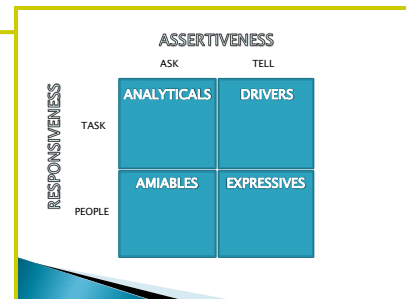 ASSERTIVENESS
ASK TELL
RESPONSIVENESS
ANALYTICALS DRIVERS
TASK
AMIABLES EXPRESSIVES
PEOPLE